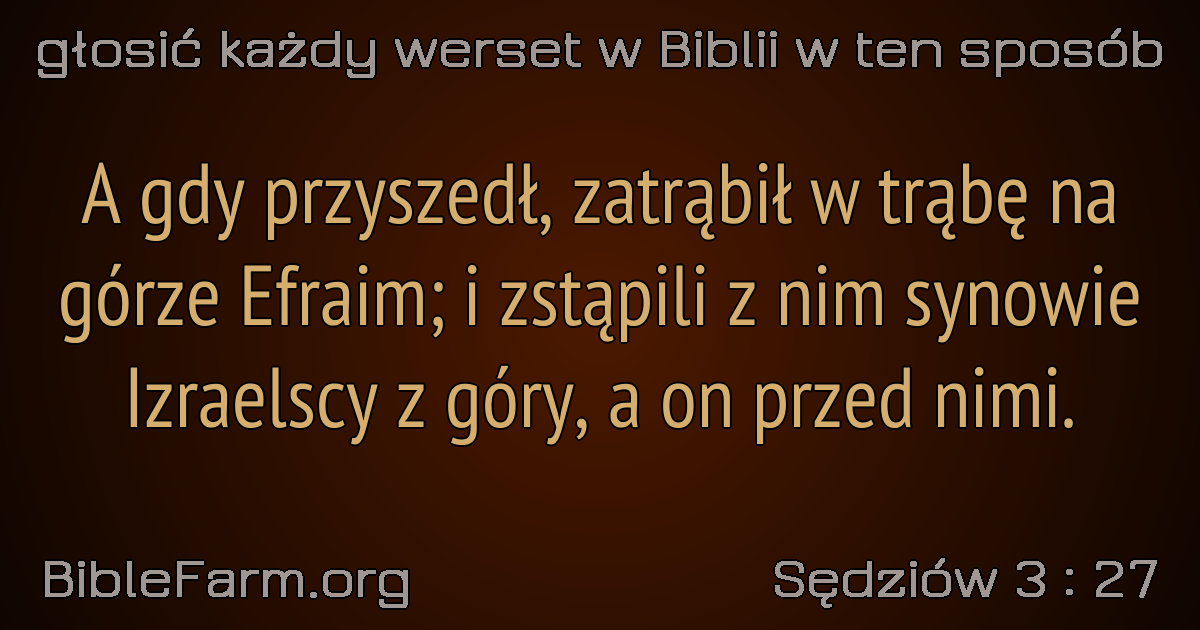 głosić każdy werset w Biblii w ten sposób
A gdy przyszedł, zatrąbił w trąbę na
górze Efraim; i zstąpili z nim synowie
Izraelscy z góry, a on przed nimi.
BibleFarm.org
Sędziów 3 : 27